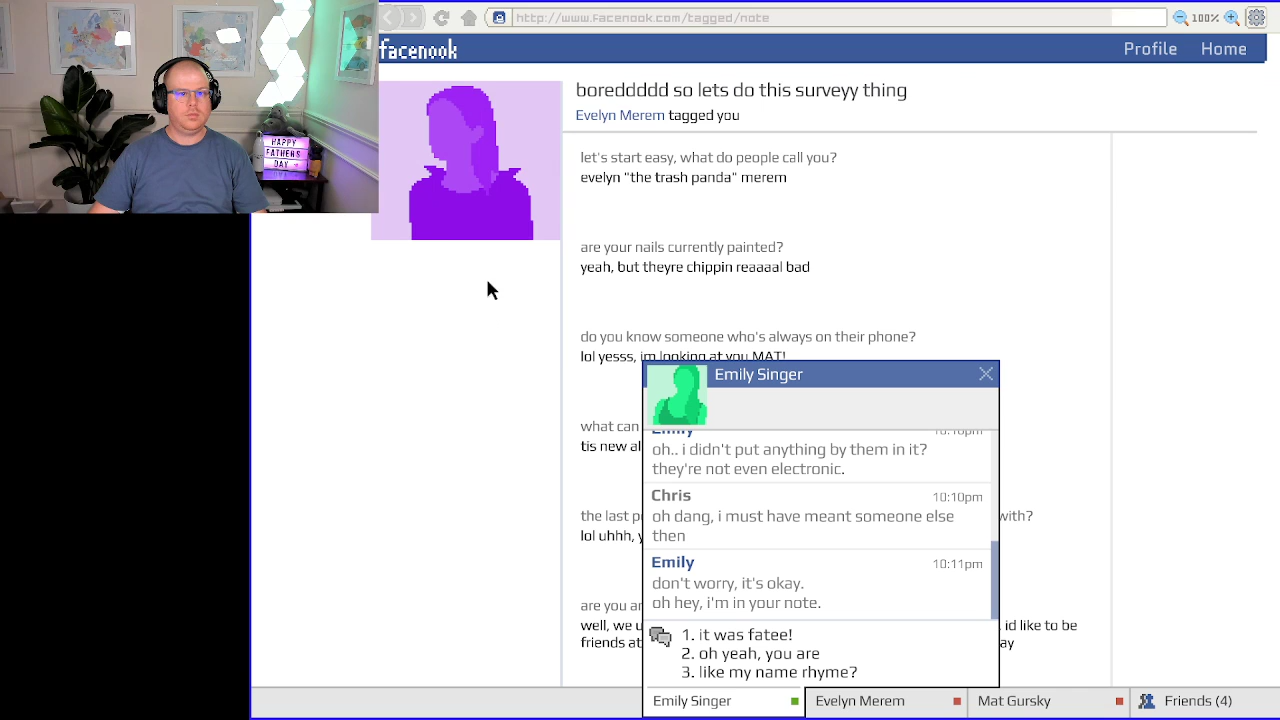 http://www.facenook.com/tagged/note
100%
facenook
Profile
Home
HAPPY
FATHERS
DAY
boreddddd so lets do this surveyy thing
Evelyn Merem tagged you
let's start easy, what do people call you?
evelyn "the trash panda" merem
are your nails currently painted?
yeah, but theyre chippin reaaaal bad
do you know someone who's always on their phone?
lol yesss, im looking at you MAT!
what can
tis new al
the last p
with?
lol uhhh, y
are you an
well, we u
id like to be
friends at
ay
Emily Singer
Emily
10:10pm
oh.. i didn't put anything by them in it?
they're not even electronic.
Chris
10:10pm
oh dang, i must have meant someone else
then
Emily
10:11pm
don't worry, it's okay.
oh hey, i'm in your note.
1. it was fatee!
2. oh yeah, you are
3. like my name rhyme?
Emily Singer
Evelyn Merem
Mat Gursky
Friends (4)